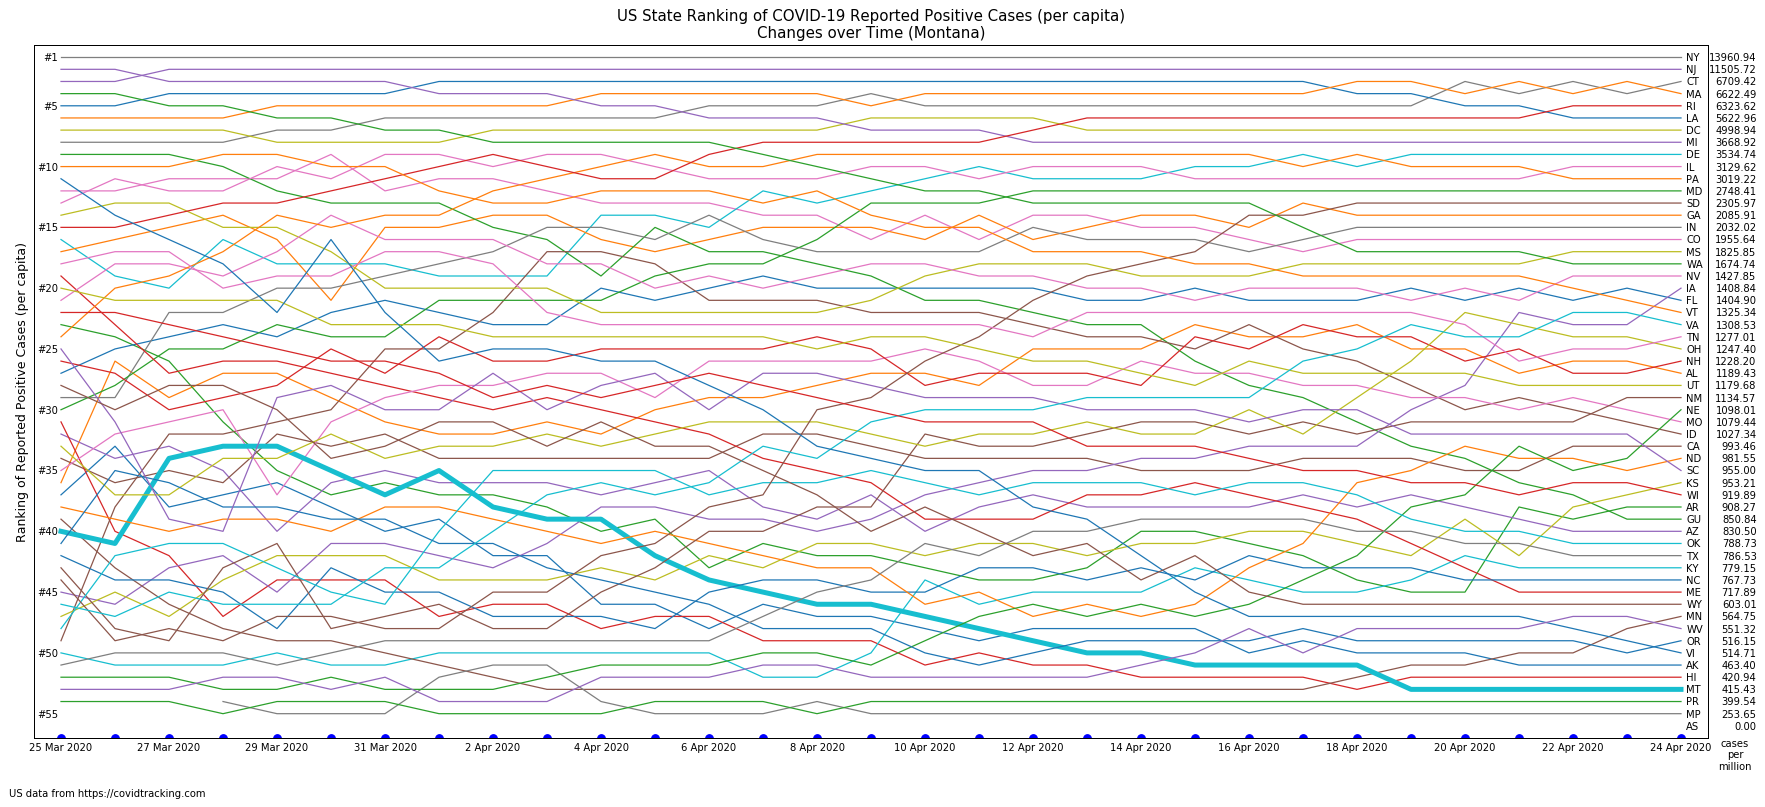 US State Ranking of COVID-19 Reported Positive Cases (per capita)
Changes over Time (Montana)
Ranking of Reported Positive Cases (per capita)
#1
#5
#10
#15
#20
#25
#30
#35
#40
#45
#50
#55
NY 13960.94
NJ 11505.72
CT 6709.42
MA 6622.49
RI 6323.62
LA 5622.96
DC 4998.94
MI 3668.92
DE 3534.74
IL 3129.62
PA 3019.22
MD 2748.41
SD 2305.97
GA 2085.91
IN 2032.02
CO 1955.64
MS 1825.85
WA 1674.74
NV 1427.85
IA 1408.84
FL 1404.90
VT 1325.34
VA 1308.53
TN 1277.01
OH 1247.40
NH 1228.20
AL 1189.43
UT 1179.68
NM 1134.57
NE 1098.01
MO 1079.44
ID 1027.34
CA 993.46
ND 981.55
SC 955.00
KS 953.21
WI 919.89
AR 908.27
GU 850.84
AZ 830.50
OK 788.73
TX 786.53
KY 779.15
NC 767.73
ME 717.89
WY 603.01
MN 564.75
WV 551.32
OR 516.15
VI 514.71
AK 463.40
HI 420.94
MT 415.43
PR 399.54
MP 253.65
AS 0.00
25 Mar 2020 27 Mar 2020 29 Mar 2020 31 Mar 2020 2 Apr 2020 4 Apr 2020 6 Apr 2020 8 Apr 2020 10 Apr 2020 12 Apr 2020 14 Apr 2020 16 Apr 2020 18 Apr 2020 20 Apr 2020 22 Apr 2020 24 Apr 2020
cases
per
million
US data from https://covidtracking.com